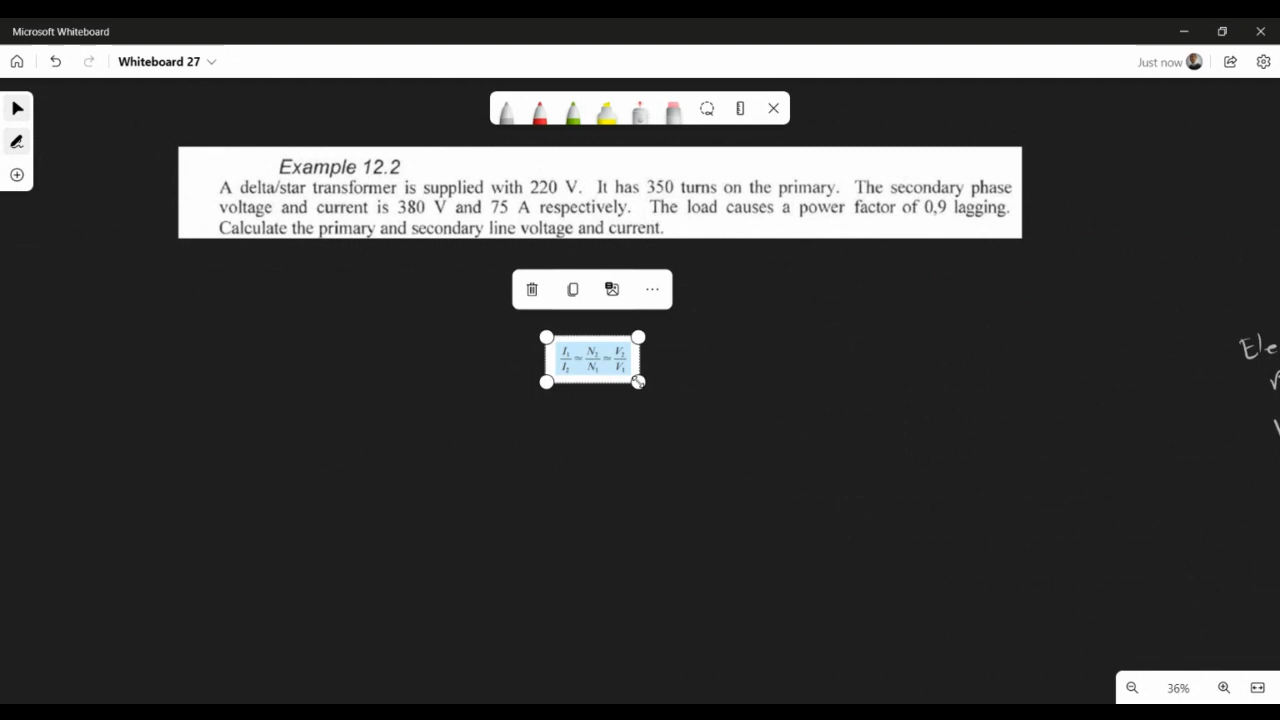 Microsoft Whiteboard
Whiteboard 27
Just now
Example 12.2
A delta/star transformer is supplied with 220 V. It has 350 turns on the primary. The secondary phase
voltage and current is 380 V and 75 A respectively. The load causes a power factor of 0,9 lagging.
Calculate the primary and secondary line voltage and current.
I₁/I₂ ≃ N₂/N₁ ≃ V₂/V₁
Ele
36%